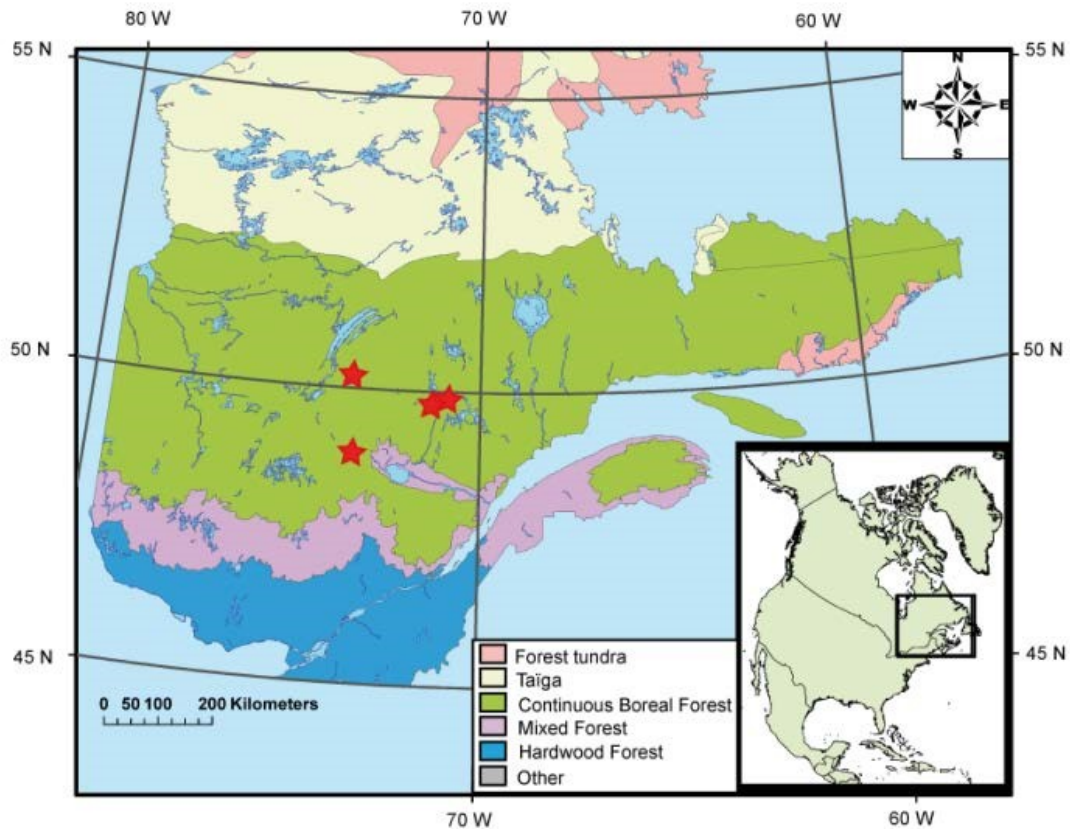 80 W 70 W 60 W
55 N 55 N
N
W E
S
50 N 50 N
Forest tundra
Taïga
45 N Continuous Boreal Forest 45 N
Mixed Forest
0 50 100 200 Kilometers
Hardwood Forest
Other
70 W 60 W